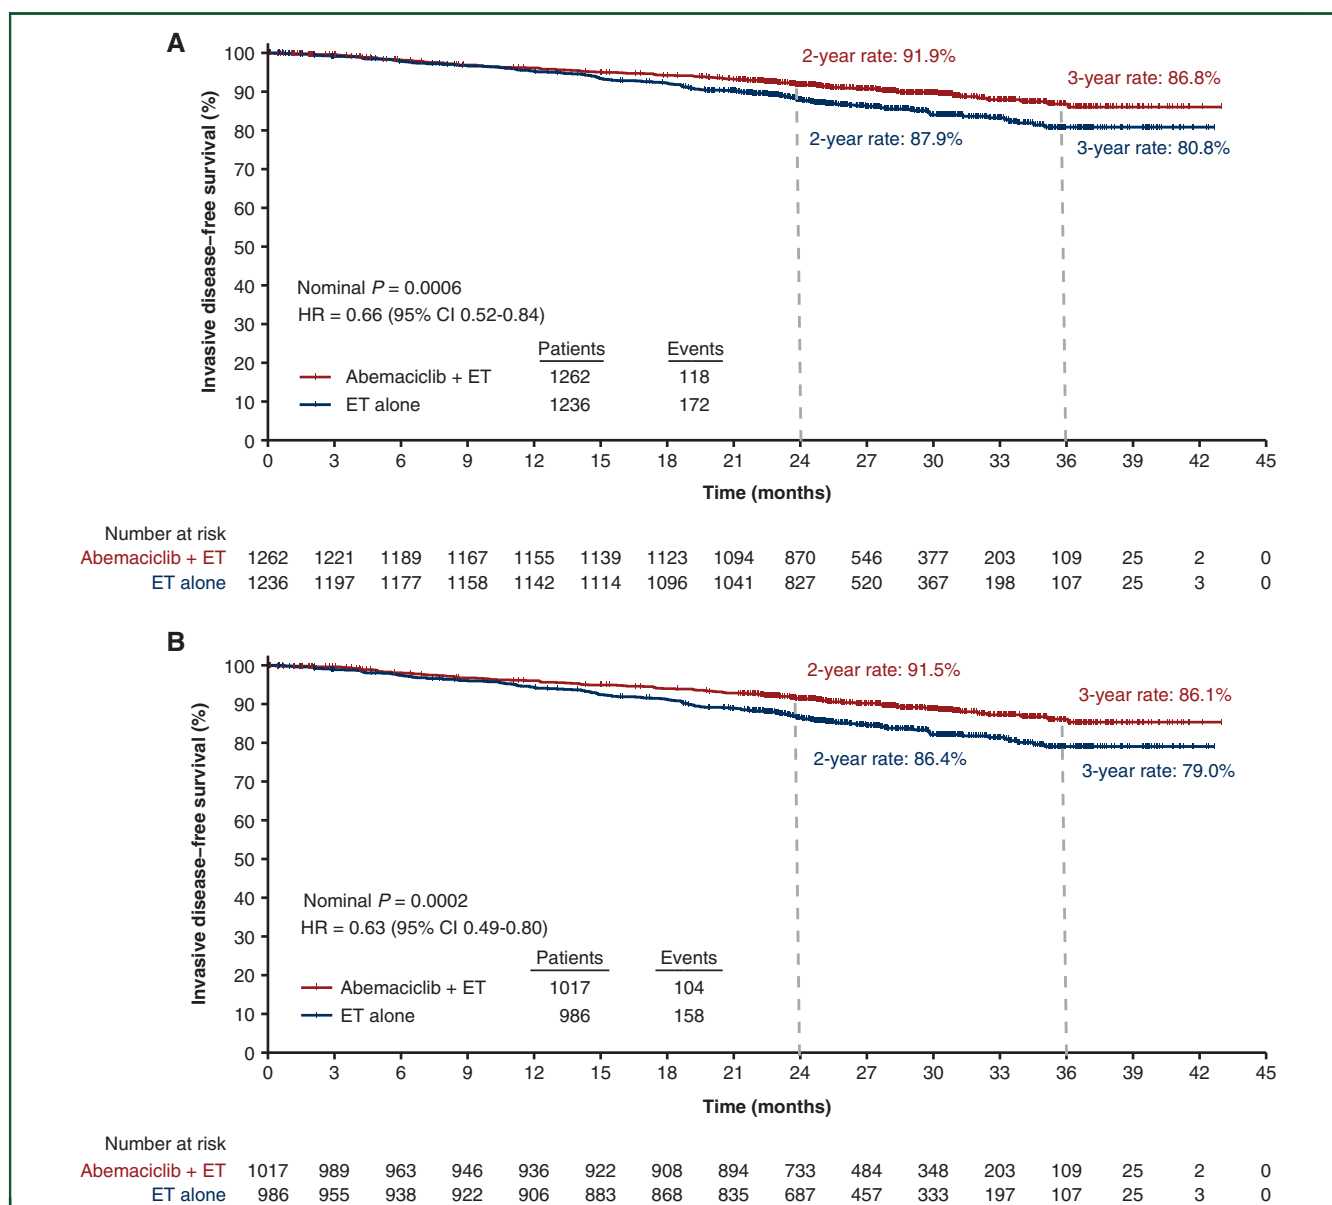 A
100
90
80
70
60
50
40
30
20
10
0
Invasive disease–free survival (%)
2-year rate: 91.9%
3-year rate: 86.8%
2-year rate: 87.9%
3-year rate: 80.8%
Nominal P = 0.0006
HR = 0.66 (95% CI 0.52-0.84)
Patients Events
Abemaciclib + ET 1262 118
ET alone 1236 172
0 3 6 9 12 15 18 21 24 27 30 33 36 39 42 45
Time (months)
Number at risk
Abemaciclib + ET 1262 1221 1189 1167 1155 1139 1123 1094 870 546 377 203 109 25 2 0
ET alone 1236 1197 1177 1158 1142 1114 1096 1041 827 520 367 198 107 25 3 0
B
100
90
80
70
60
50
40
30
20
10
0
Invasive disease–free survival (%)
2-year rate: 91.5%
3-year rate: 86.1%
2-year rate: 86.4%
3-year rate: 79.0%
Nominal P = 0.0002
HR = 0.63 (95% CI 0.49-0.80)
Patients Events
Abemaciclib + ET 1017 104
ET alone 986 158
0 3 6 9 12 15 18 21 24 27 30 33 36 39 42 45
Time (months)
Number at risk
Abemaciclib + ET 1017 989 963 946 936 922 908 894 733 484 348 203 109 25 2 0
ET alone 986 955 938 922 906 883 868 835 687 457 333 197 107 25 3 0